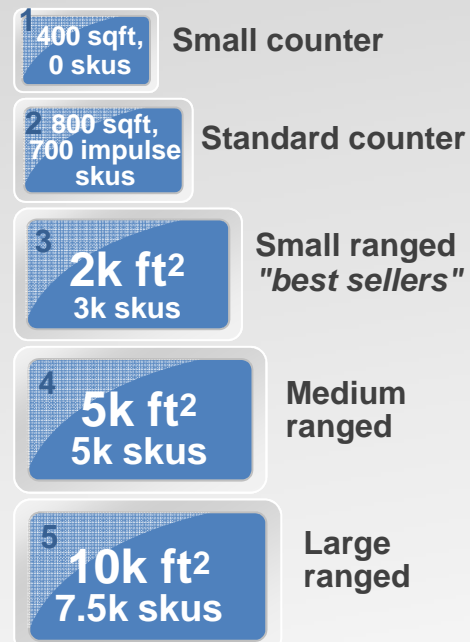 1
400 sqft,
0 skus
Small counter
2 800 sqft,
700 impulse
skus
Standard counter
3
2k ft²
3k skus
Small ranged
"best sellers"
4
5k ft²
5k skus
Medium
ranged
5
10k ft²
7.5k skus
Large
ranged